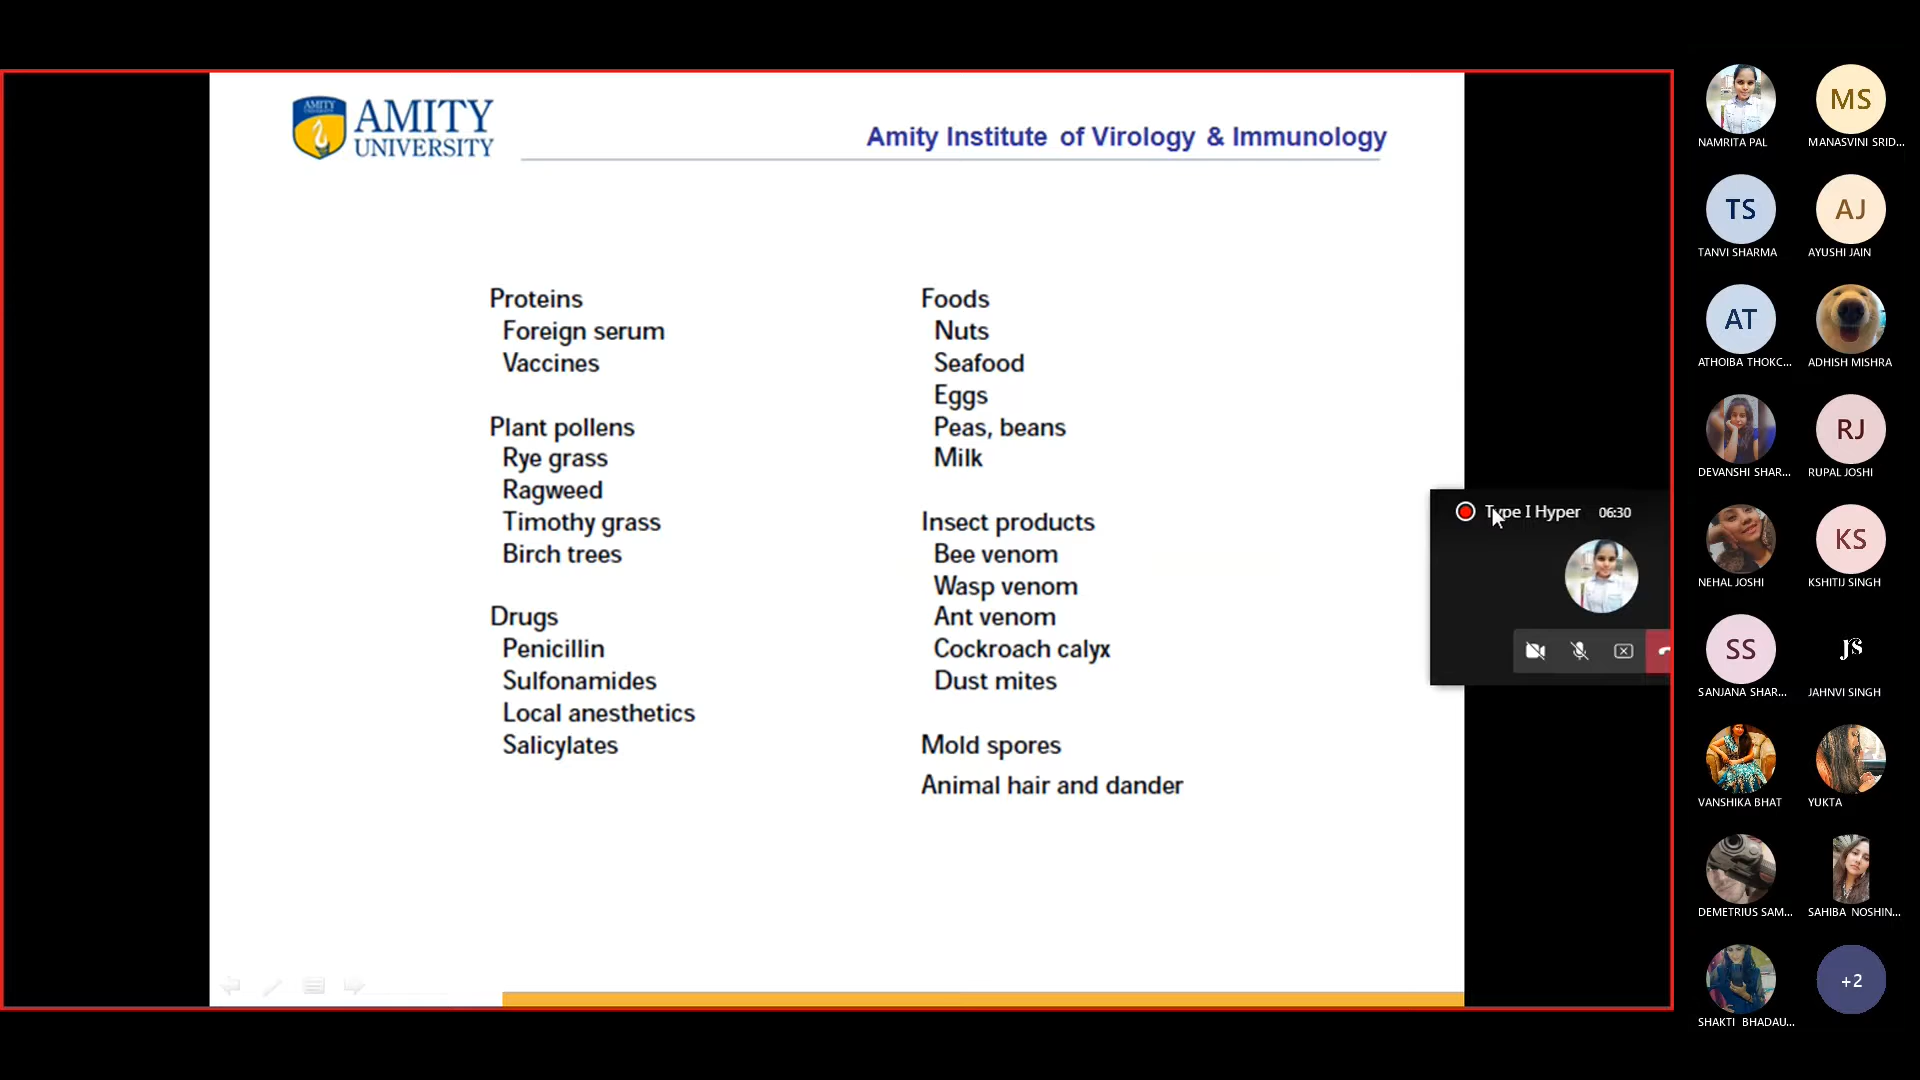 AMITY
AMITY
UNIVERSITY
Amity Institute of Virology & Immunology
Proteins
Foreign serum
Vaccines
Plant pollens
Rye grass
Ragweed
Timothy grass
Birch trees
Drugs
Penicillin
Sulfonamides
Local anesthetics
Salicylates
Foods
Nuts
Seafood
Eggs
Peas, beans
Milk
Insect products
Bee venom
Wasp venom
Ant venom
Cockroach calyx
Dust mites
Mold spores
Animal hair and dander
Type I Hyper 06:30
NAMRITA PAL
MS
MANASVINI SRID...
TS
TANVI SHARMA
AJ
AYUSHI JAIN
AT
ATHOIBA THOKC...
ADHISH MISHRA
DEVANSHI SHAR...
RJ
RUPAL JOSHI
NEHAL JOSHI
KS
KSHITIJ SINGH
SS
SANJANA SHAR...
JS
JAHNVI SINGH
VANSHIKA BHAT
YUKTA
DEMETRIUS SAM...
SAHIBA NOSHIN...
SHAKTI BHADAU...
+2